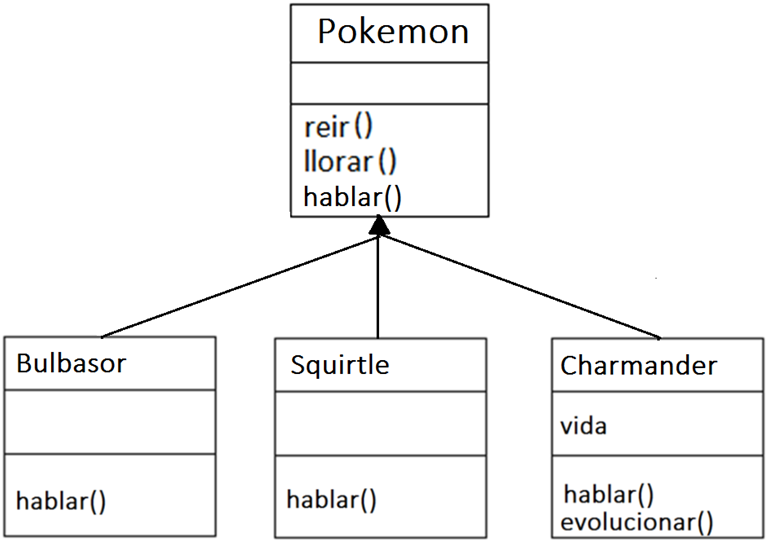 Pokemon
reir()
llorar()
hablar()
Bulbasor
hablar()
Squirtle
hablar()
Charmander
vida
hablar()
evolucionar()